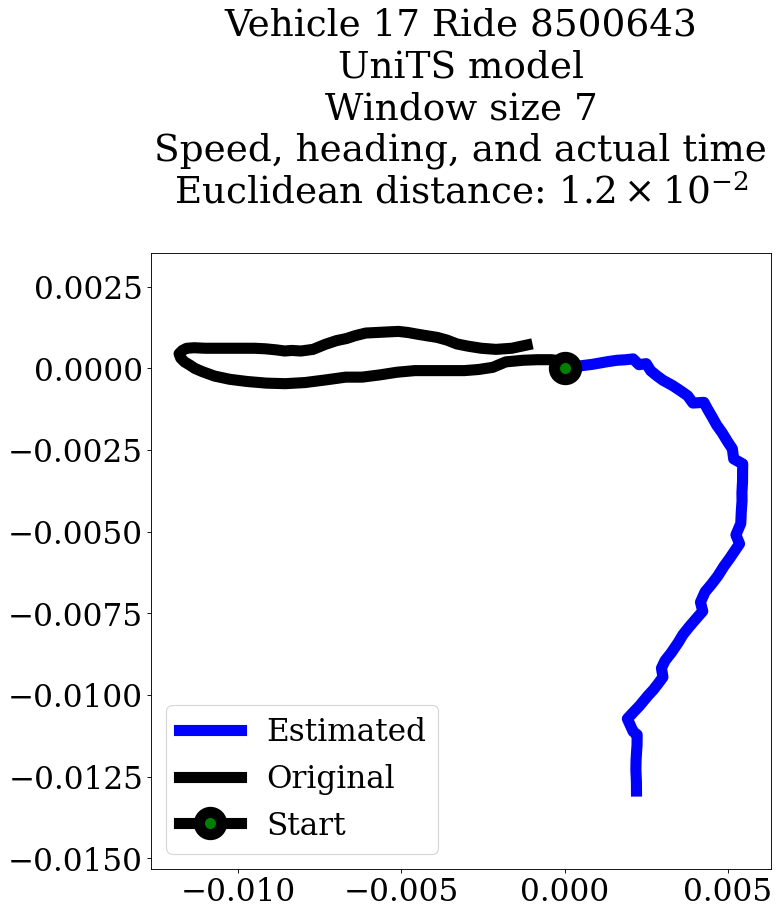 Vehicle 17 Ride 8500643
UniTS model
Window size 7
Speed, heading, and actual time
Euclidean distance: 1.2 × 10⁻²
0.0025
0.0000
−0.0025
−0.0050
−0.0075
−0.0100
−0.0125
−0.0150
Estimated
Original
Start
−0.010 −0.005 0.000 0.005